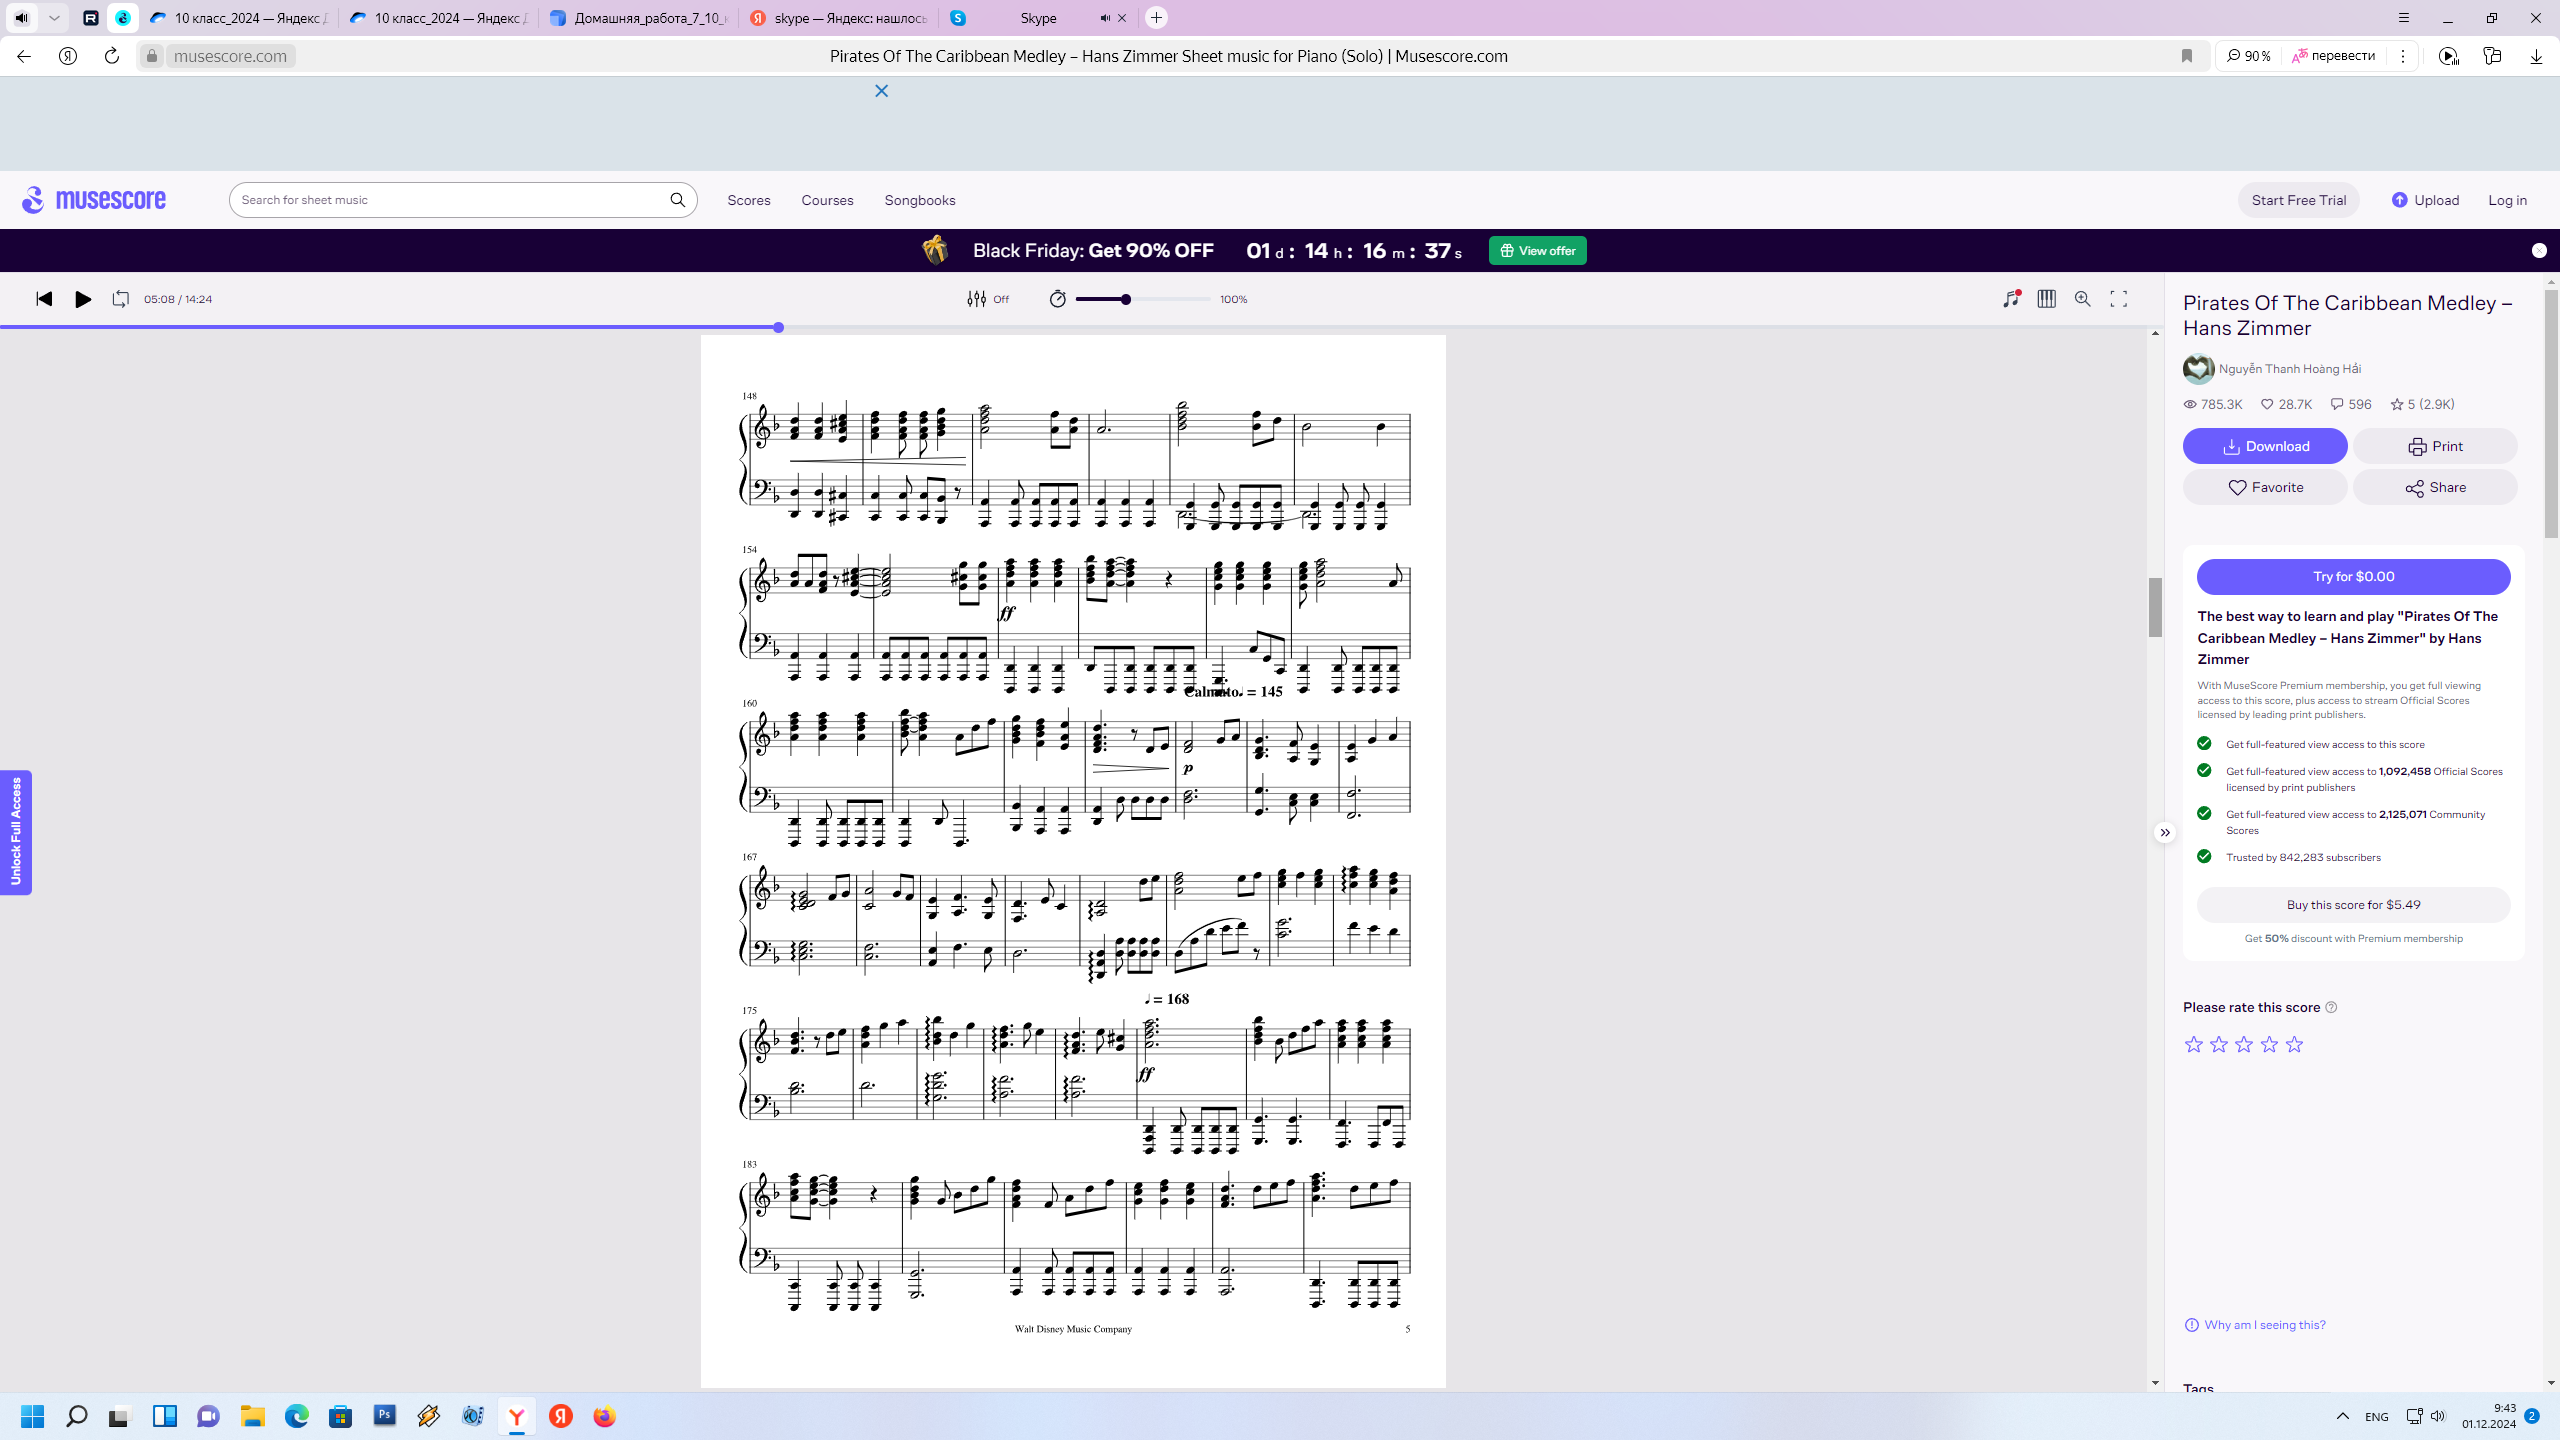 10 класс_2024 — Яндекс Д
10 класс_2024 — Яндекс Д
Домашняя_работа_7_10_к
skype — Яндекс: нашлось
Skype
musescore.com
Pirates Of The Caribbean Medley – Hans Zimmer Sheet music for Piano (Solo) | Musescore.com
90 %
перевести
musescore
Search for sheet music
Scores
Courses
Songbooks
Start Free Trial
Upload
Log in
Black Friday: Get 90% OFF
01 d : 14 h : 16 m : 37 s
View offer
05:08 / 14:24
Off
100%
148
154
ff
Calmato. = 145
160
p
167
175
♩ = 168
ff
183
Walt Disney Music Company
5
Unlock Full Access
Pirates Of The Caribbean Medley –
Hans Zimmer
Nguyễn Thanh Hoàng Hải
785.3K
28.7K
596
5 (2.9K)
Download
Print
Favorite
Share
Try for $0.00
The best way to learn and play "Pirates Of The
Caribbean Medley – Hans Zimmer" by Hans
Zimmer
With MuseScore Premium membership, you get full viewing
access to this score, plus access to stream Official Scores
licensed by leading print publishers.
Get full-featured view access to this score
Get full-featured view access to 1,092,458 Official Scores
licensed by print publishers
Get full-featured view access to 2,125,071 Community
Scores
Trusted by 842,283 subscribers
Buy this score for $5.49
Get 50% discount with Premium membership
Please rate this score
Why am I seeing this?
Tags
Ps
ENG
9:43
01.12.2024
2